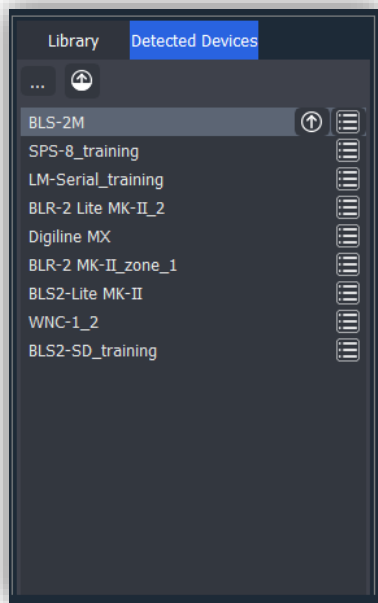 Library Detected Devices
...
BLS-2M
SPS-8_training
LM-Serial_training
BLR-2 Lite MK-II_2
Digiline MX
BLR-2 MK-II_zone_1
BLS2-Lite MK-II
WNC-1_2
BLS2-SD_training